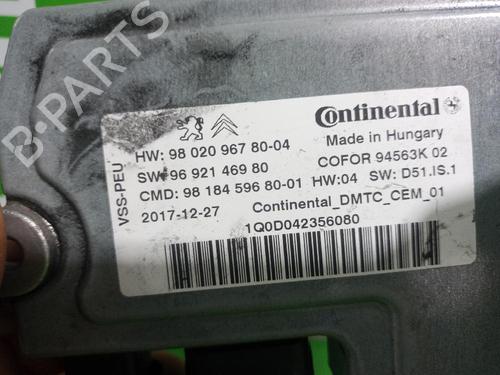 B-PARTS
Continental
VSS-PEU
HW: 98 020 967 80-04
Made in Hungary
SW: 96 921 469 80
COFOR 94563K 02
CMD: 98 184 596 80-01 HW:04 SW: D51.IS.1
2017-12-27 Continental_DMTC_CEM_01
1Q0D042356080